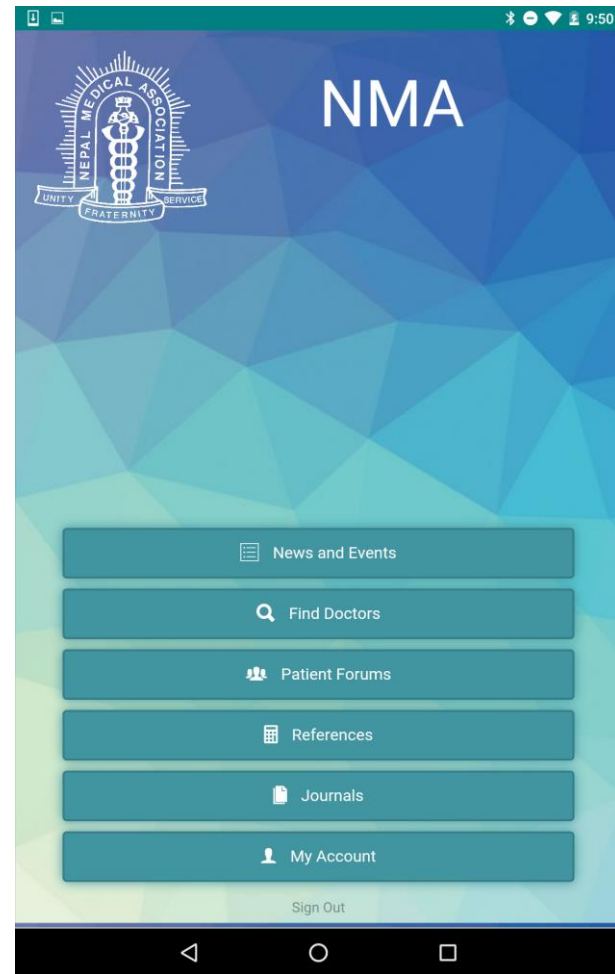 9:50
NEPAL MEDICAL ASSOCIATION
UNITY
FRATERNITY
SERVICE
NMA
News and Events
Find Doctors
Patient Forums
References
Journals
My Account
Sign Out